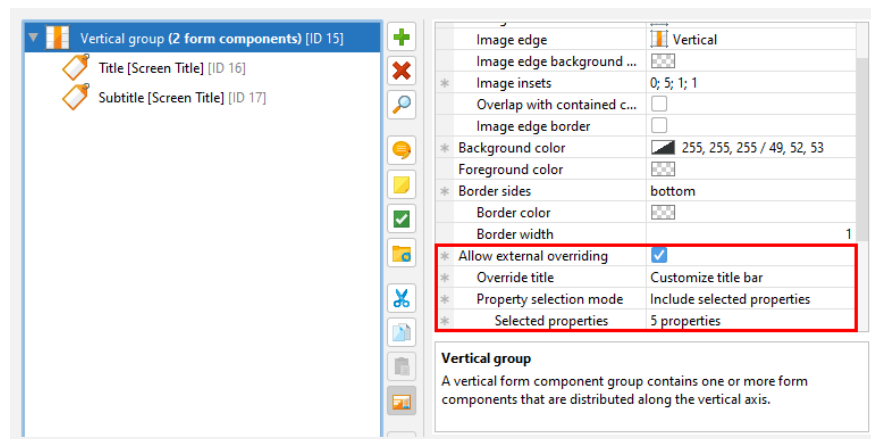 Vertical group (2 form components) [ID 15]
Title [Screen Title] [ID 16]
Subtitle [Screen Title] [ID 17]
Image edge Vertical
Image edge background ...
* Image insets 0; 5; 1; 1
Overlap with contained c...
Image edge border
* Background color 255, 255, 255 / 49, 52, 53
Foreground color
* Border sides bottom
Border color
Border width 1
* Allow external overriding
* Override title Customize title bar
* Property selection mode Include selected properties
* Selected properties 5 properties
Vertical group
A vertical form component group contains one or more form
components that are distributed along the vertical axis.